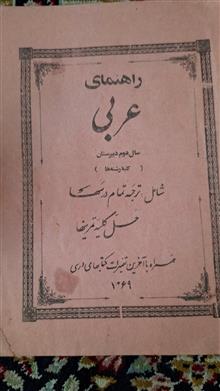 راهنمای
عربی
سال دوم دبیرستان
( کلیه رشته‌ها )
شامل: ترجمه تمام درسها
حل کلیه تمرینها
همراه با آخرین تغییرات کتابهای درسی
۱۳۶۹